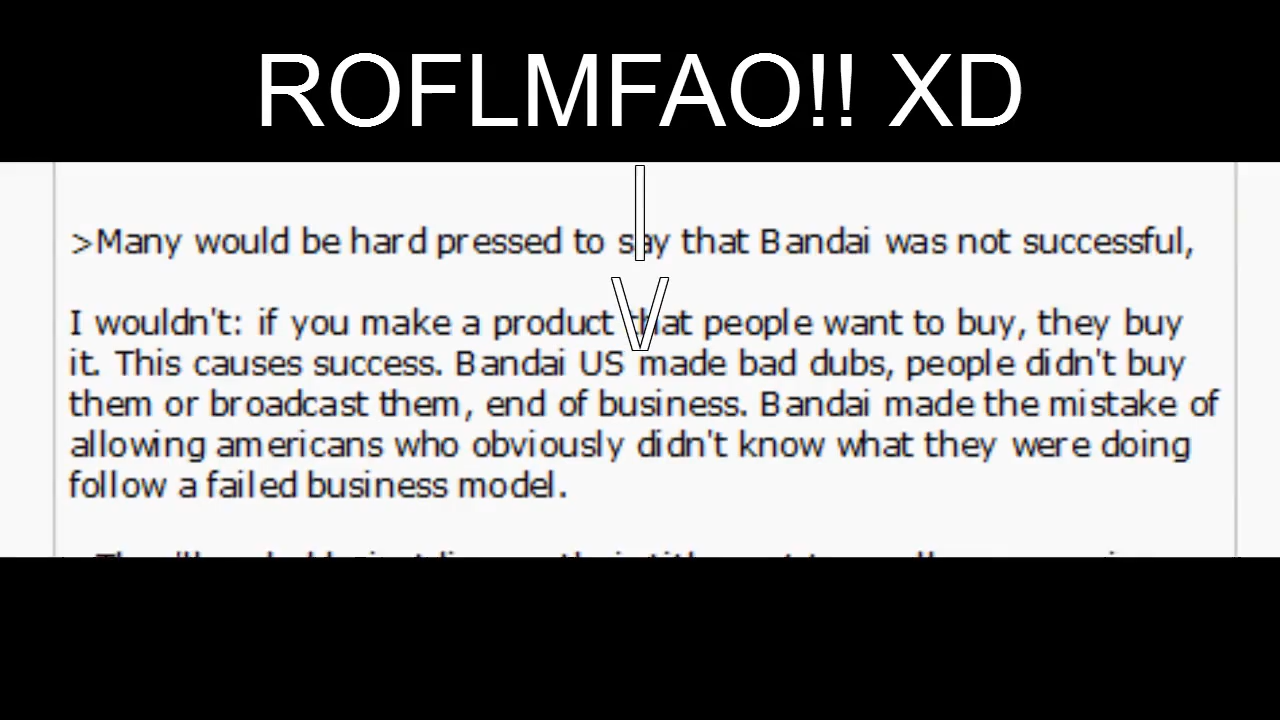 ROFLMFAO!! XD
|
V
>Many would be hard pressed to say that Bandai was not successful,
I wouldn't: if you make a product that people want to buy, they buy
it. This causes success. Bandai US made bad dubs, people didn't buy
them or broadcast them, end of business. Bandai made the mistake of
allowing americans who obviously didn't know what they were doing
follow a failed business model.